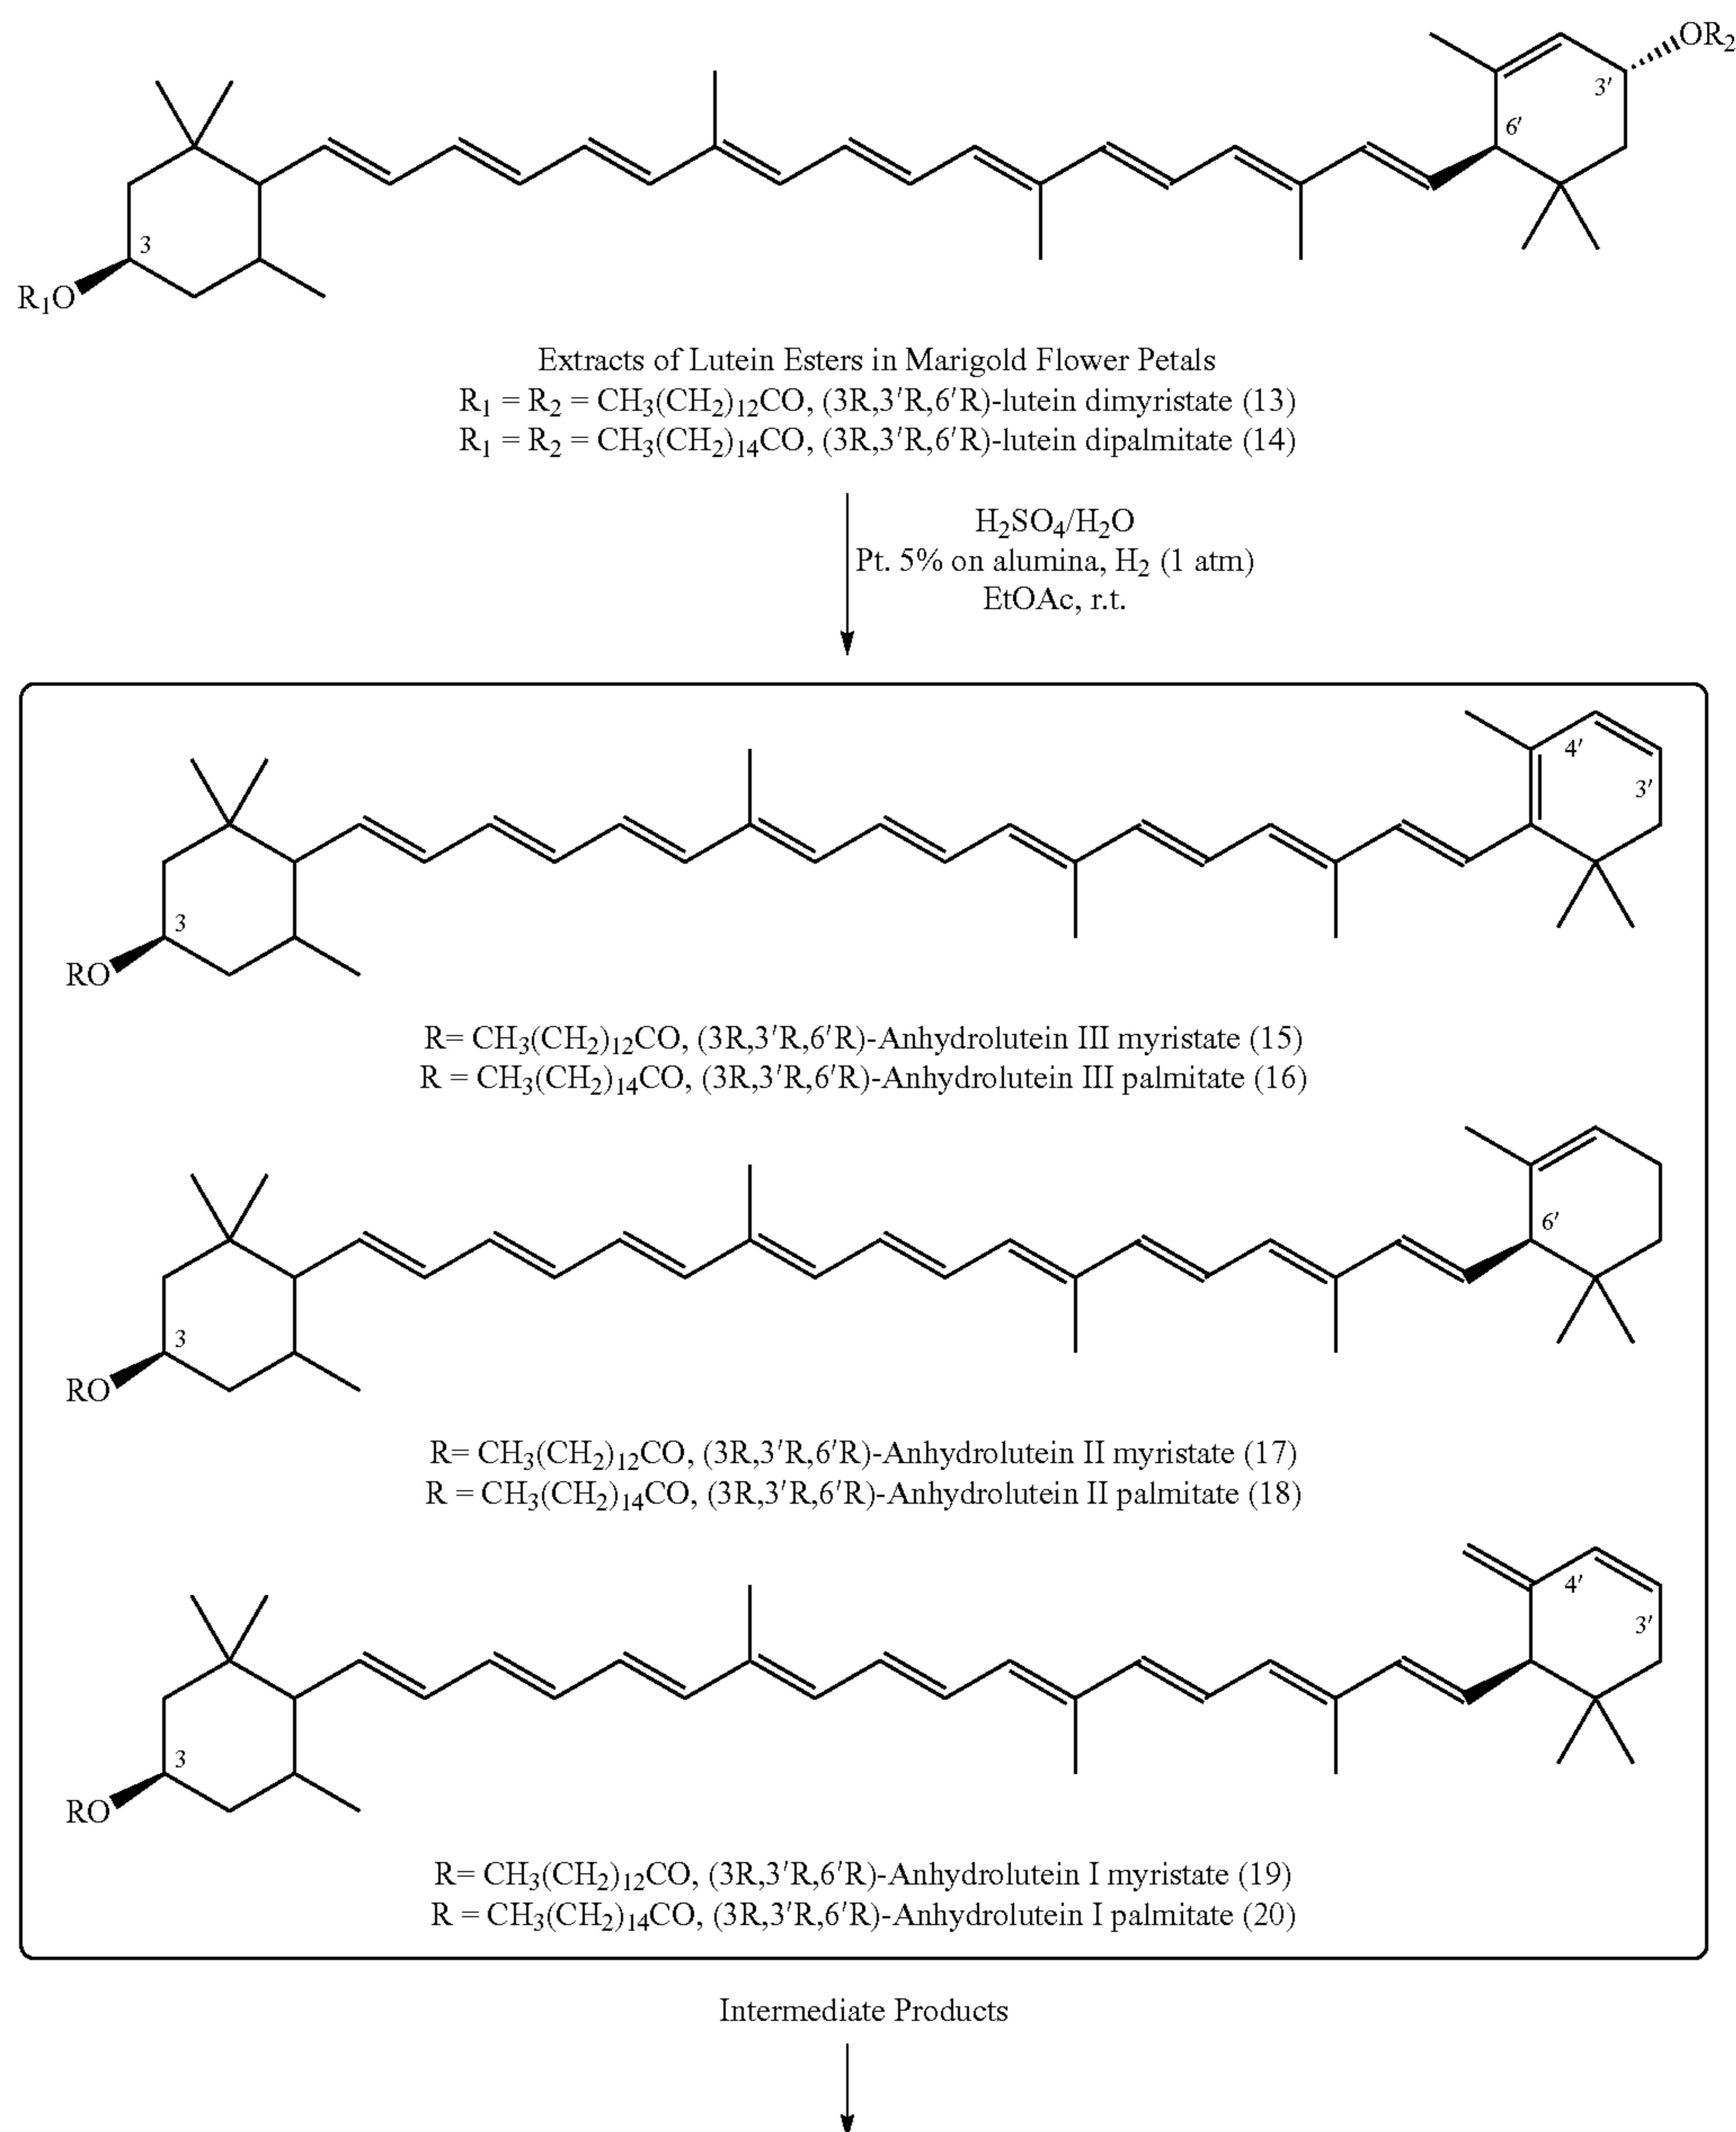 OR₂
3'
6'
3
R₁O
Extracts of Lutein Esters in Marigold Flower Petals
R₁ = R₂ = CH₃(CH₂)₁₂CO, (3R,3'R,6'R)-lutein dimyristate (13)
R₁ = R₂ = CH₃(CH₂)₁₄CO, (3R,3'R,6'R)-lutein dipalmitate (14)
H₂SO₄/H₂O
Pt. 5% on alumina, H₂ (1 atm)
EtOAc, r.t.
4'
3'
3
RO
R= CH₃(CH₂)₁₂CO, (3R,3'R,6'R)-Anhydrolutein III myristate (15)
R = CH₃(CH₂)₁₄CO, (3R,3'R,6'R)-Anhydrolutein III palmitate (16)
6'
3
RO
R= CH₃(CH₂)₁₂CO, (3R,3'R,6'R)-Anhydrolutein II myristate (17)
R = CH₃(CH₂)₁₄CO, (3R,3'R,6'R)-Anhydrolutein II palmitate (18)
4'
3'
3
RO
R= CH₃(CH₂)₁₂CO, (3R,3'R,6'R)-Anhydrolutein I myristate (19)
R = CH₃(CH₂)₁₄CO, (3R,3'R,6'R)-Anhydrolutein I palmitate (20)
Intermediate Products